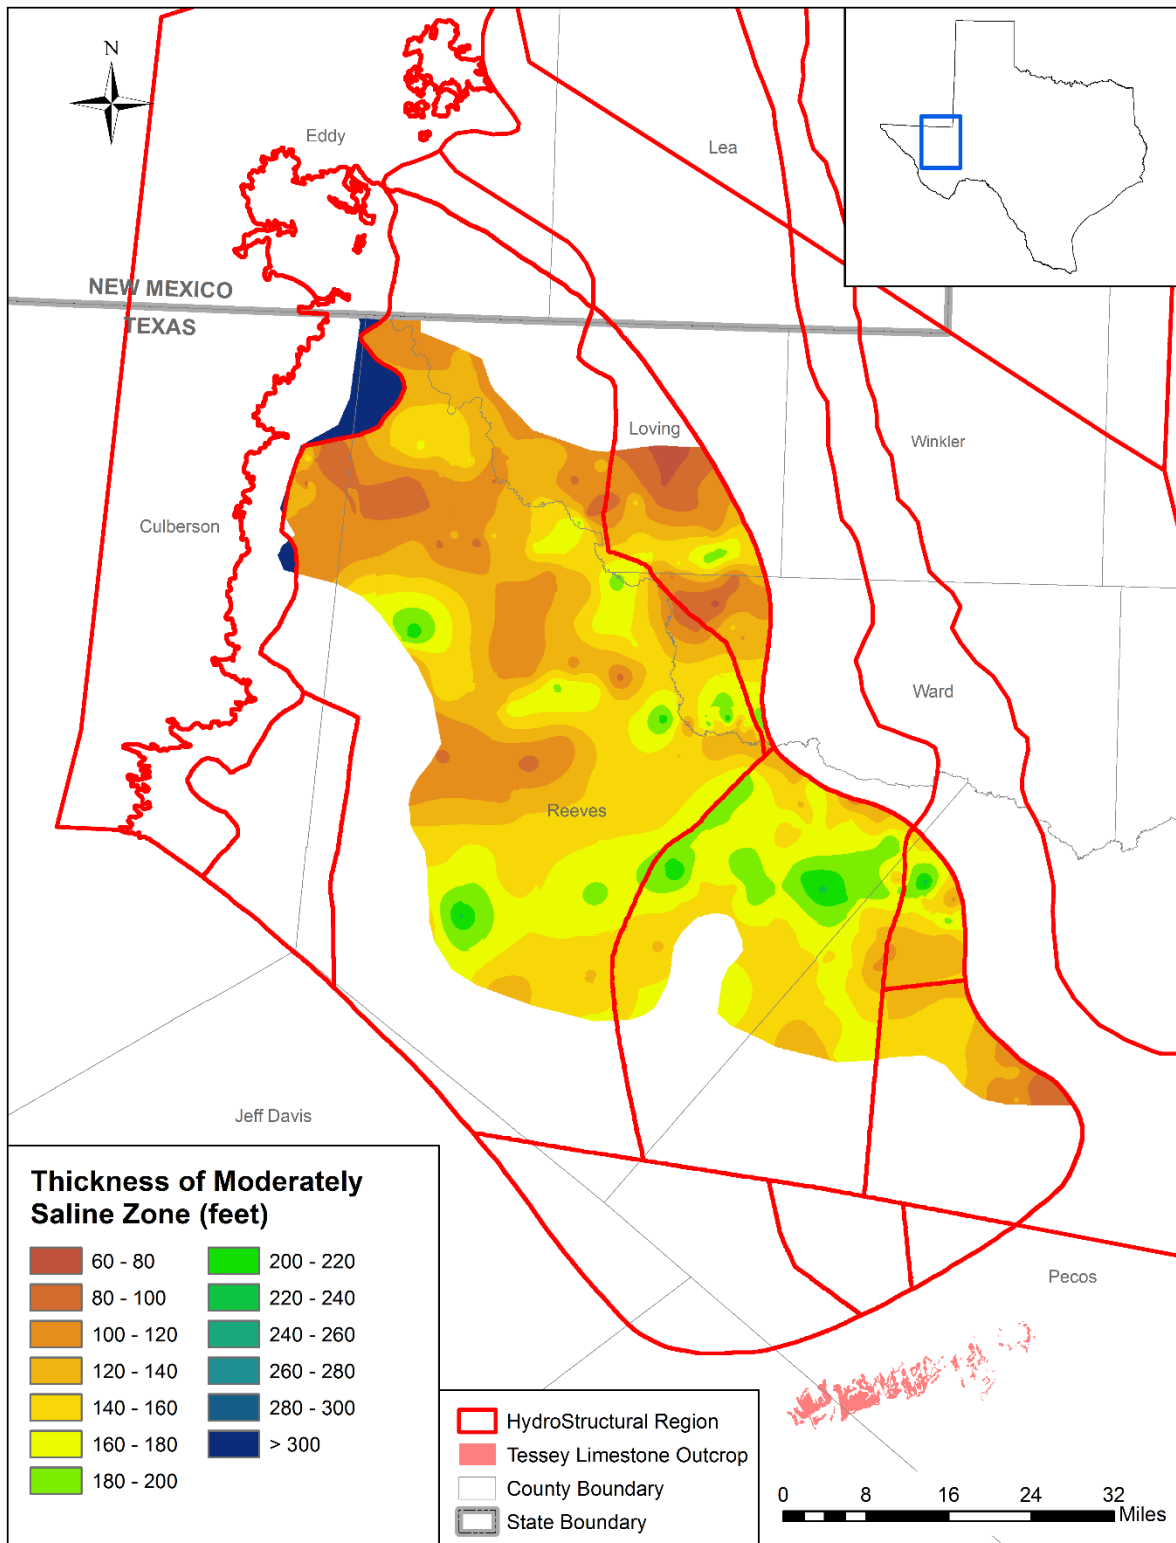 N
Eddy
Lea
NEW MEXICO
TEXAS
Loving
Winkler
Culberson
Ward
Reeves
Jeff Davis
Pecos
Thickness of Moderately
Saline Zone (feet)
60 - 80
80 - 100
100 - 120
120 - 140
140 - 160
160 - 180
180 - 200
200 - 220
220 - 240
240 - 260
260 - 280
280 - 300
> 300
HydroStructural Region
Tessey Limestone Outcrop
County Boundary
State Boundary
0 8 16 24 32
Miles